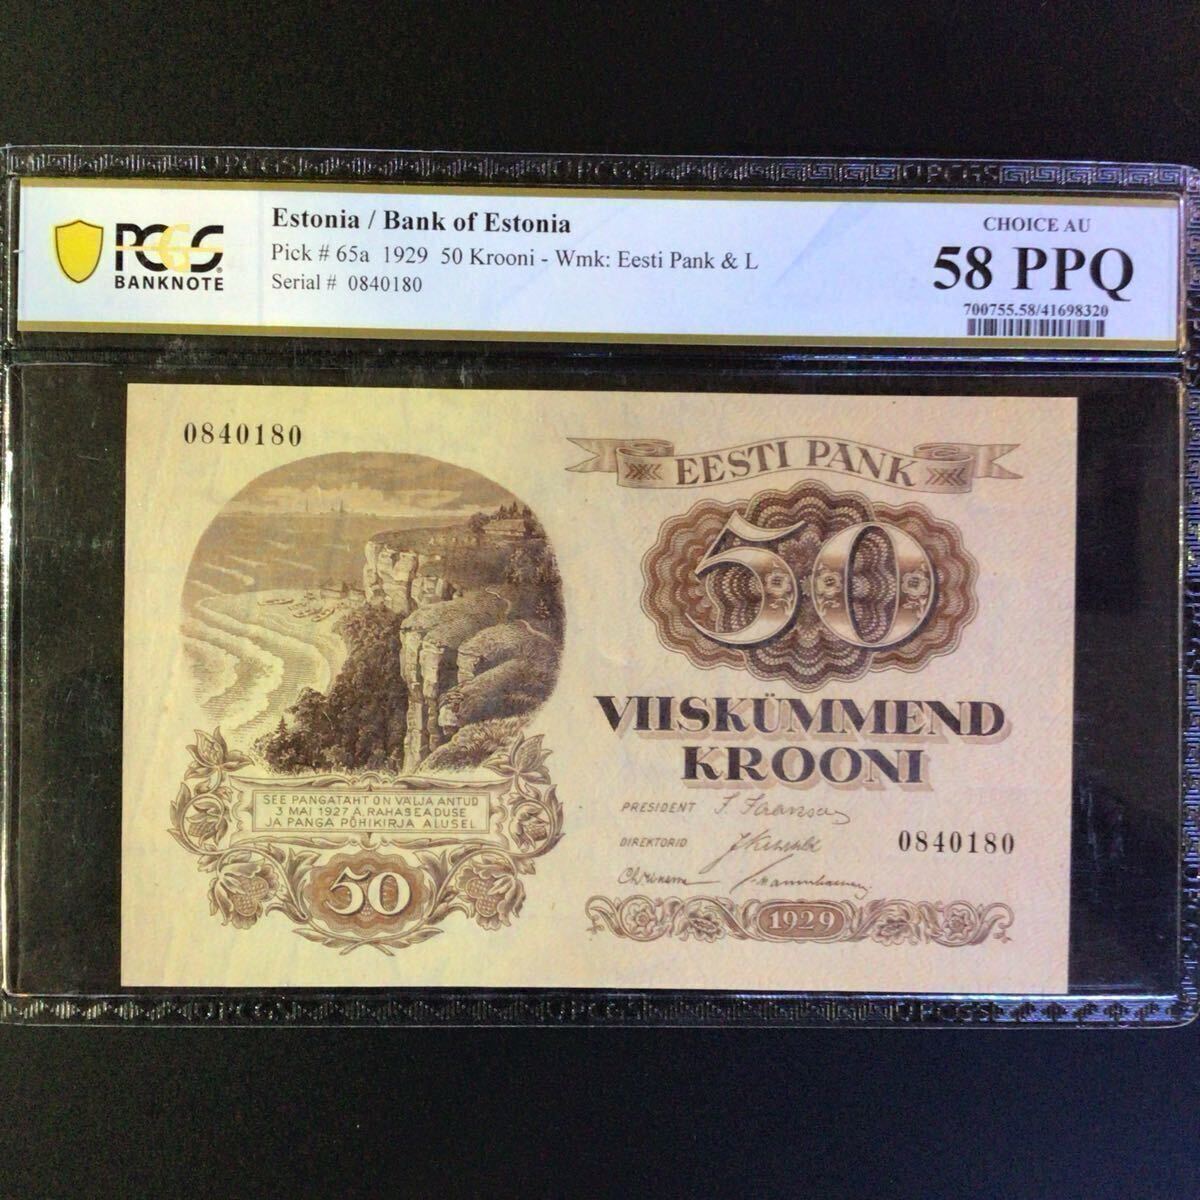 PCGS
BANKNOTE
Estonia / Bank of Estonia
Pick # 65a 1929 50 Krooni - Wmk: Eesti Pank & L
Serial # 0840180
CHOICE AU
58 PPQ
700755.58/41698320
0840180
EESTI PANK
50
VIISKÜMMEND
KROONI
SEE PANGATAHT ON VÄLJA ANTUD
3 MAI 1927 A. RAHASEADUSE
JA PANGA PÕHIKIRJA ALUSEL
50
PRESIDENT
DIREKTORID
0840180
1929